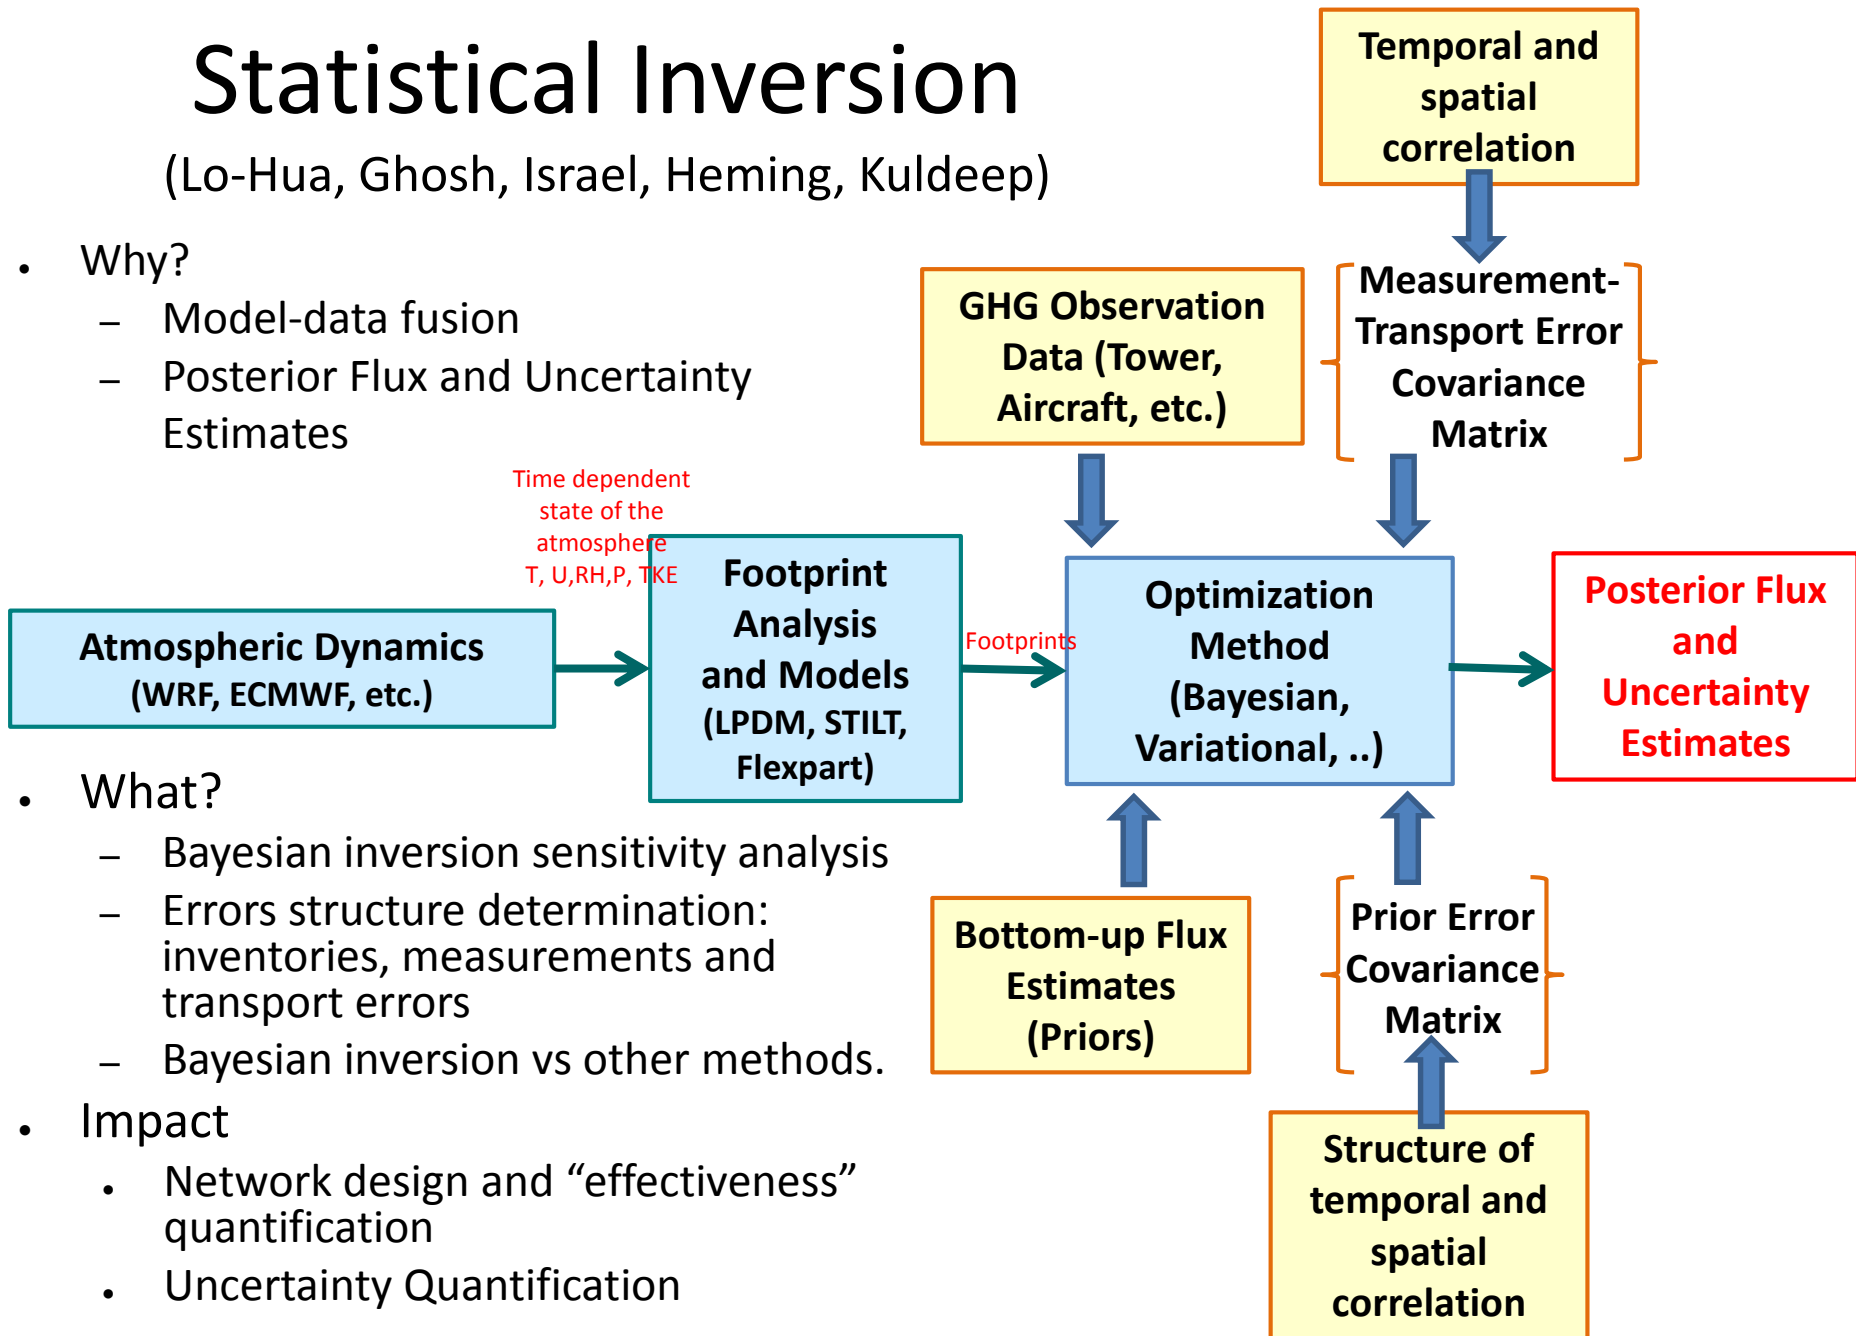 Statistical Inversion
(Lo-Hua, Ghosh, Israel, Heming, Kuldeep)
• Why?
– Model-data fusion
– Posterior Flux and Uncertainty
Estimates
Temporal and
spatial
correlation
GHG Observation
Data (Tower,
Aircraft, etc.)
Measurement-
Transport Error
Covariance
Matrix
Time dependent
state of the
atmosphere
T, U,RH,P, TKE
Atmospheric Dynamics
(WRF, ECMWF, etc.)
Footprint
Analysis
and Models
(LPDM, STILT,
Flexpart)
Footprints
Optimization
Method
(Bayesian,
Variational, ..)
Posterior Flux
and
Uncertainty
Estimates
• What?
– Bayesian inversion sensitivity analysis
– Errors structure determination:
inventories, measurements and
transport errors
– Bayesian inversion vs other methods.
• Impact
• Network design and “effectiveness”
quantification
• Uncertainty Quantification
Bottom-up Flux
Estimates
(Priors)
Prior Error
Covariance
Matrix
Structure of
temporal and
spatial
correlation